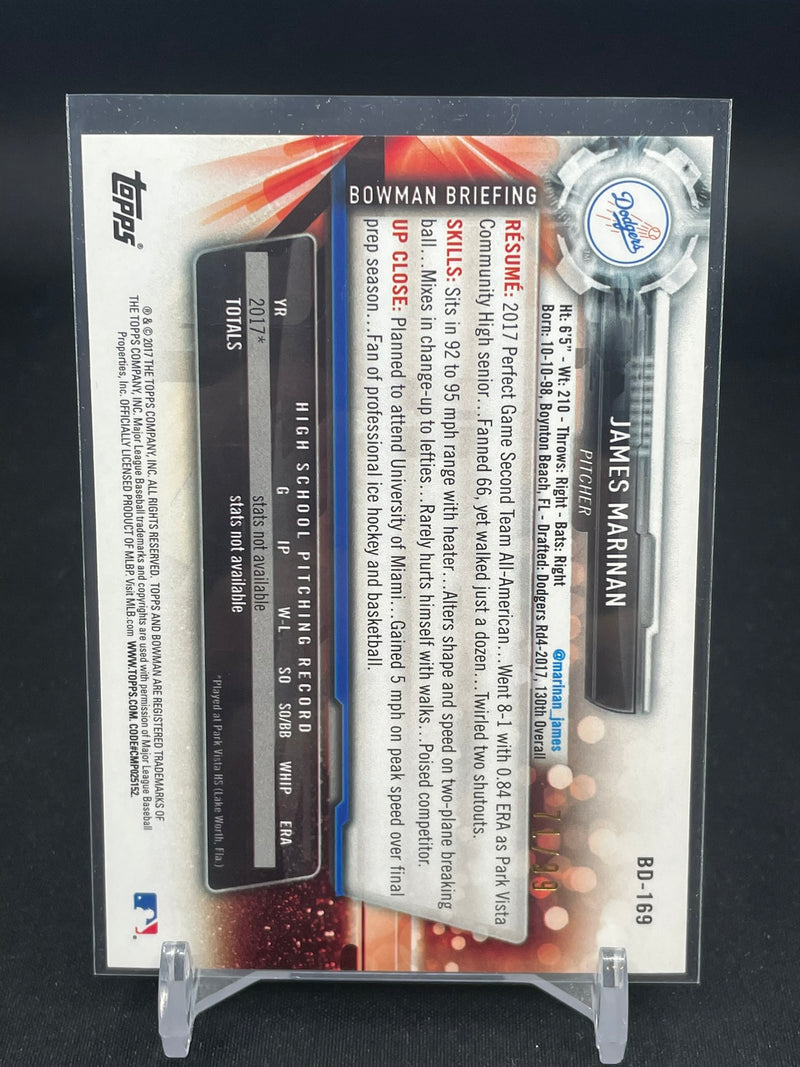 BD-169
JAMES MARINAN
PITCHER
Dodgers
@marinan_james
Ht: 6'5" - Wt: 210 - Throws: Right - Bats: Right
Born: 10-10-98, Boynton Beach, FL - Drafted: Dodgers Rd4-2017, 130th Overall
71/99
BOWMAN BRIEFING
RÉSUMÉ: 2017 Perfect Game Second Team All-American...Went 8-1 with 0.84 ERA as Park Vista
Community High senior...Fanned 66, yet walked just a dozen...Twirled two shutouts.
SKILLS: Sits in 92 to 95 mph range with heater...Alters shape and speed on two-plane breaking
ball...Mixes in change-up to lefties...Rarely hurts himself with walks...Poised competitor.
UP CLOSE: Planned to attend University of Miami...Gained 5 mph on peak speed over final
prep season...Fan of professional ice hockey and basketball.
HIGH SCHOOL PITCHING RECORD
YR G IP W-L SO SO/BB WHIP ERA
2017* stats not available
TOTALS stats not available
*Played at Park Vista HS (Lake Worth, Fla.)
topps®
® & © 2017 THE TOPPS COMPANY, INC. ALL RIGHTS RESERVED. TOPPS AND BOWMAN ARE REGISTERED TRADEMARKS OF
THE TOPPS COMPANY, INC. Major League Baseball trademarks and copyrights are used with permission of Major League Baseball
Properties, Inc. OFFICIALLY LICENSED PRODUCT OF MLBP. Visit MLB.com WWW.TOPPS.COM. CODE#CMP025152.